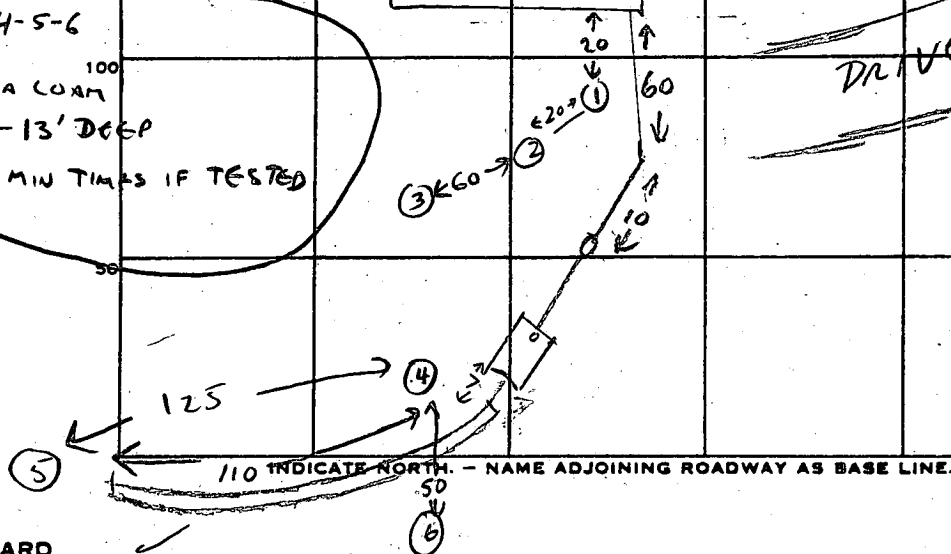 4-5-6
20
100
60
DRIV
A LOAM
①
←20→
-13' DEEP
②
MIN TIMES IF TESTED
←60→
③
10
50
④
125
⑤
110
INDICATE NORTH. — NAME ADJOINING ROADWAY AS BASE LINE.
50
⑥
ARD